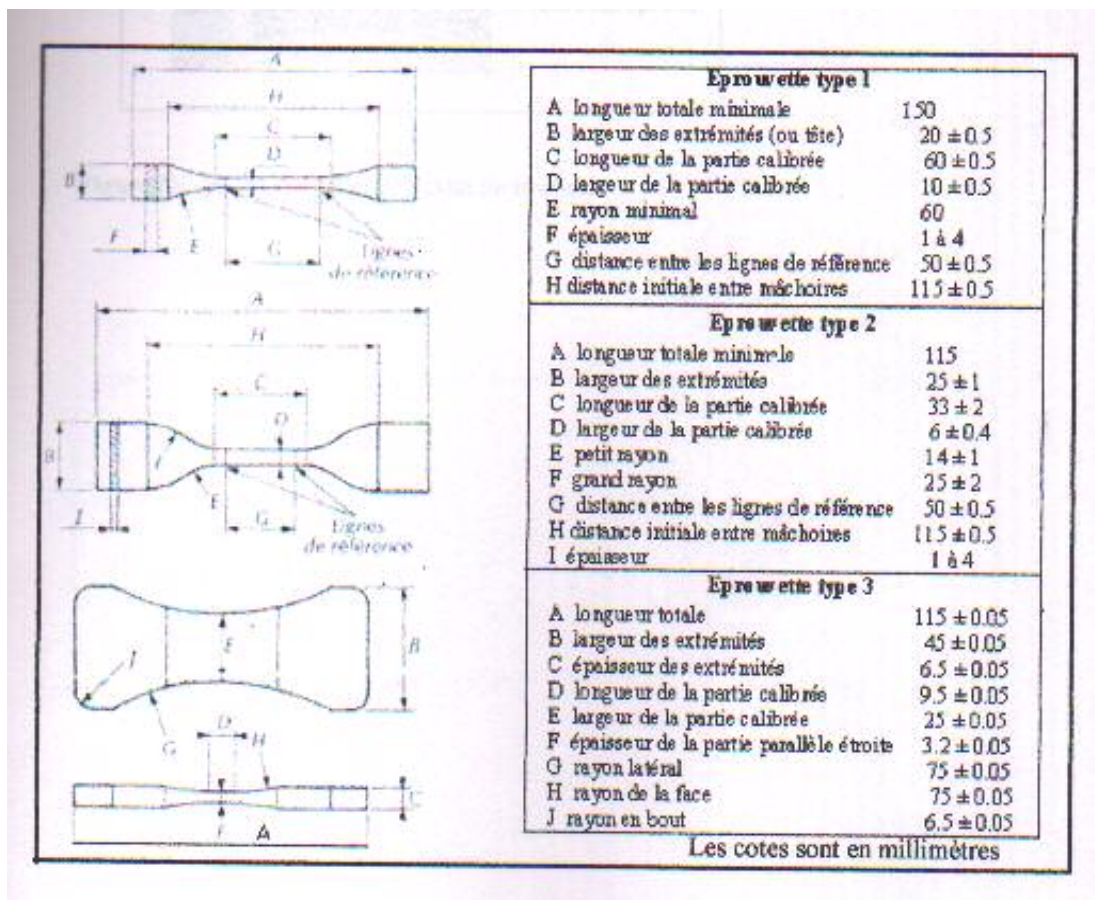 A
H
C
D
B
F
E
G
Lignes
de référence
A
H
C
D
B
E
G
I
Lignes
de référence
E
B
J
G
D
H
C
A
Eprouvette type 1
A longueur totale minimale 150
B largeur des extrémités (ou tête) 20 ± 0.5
C longueur de la partie calibrée 60 ± 0.5
D largeur de la partie calibrée 10 ± 0.5
E rayon minimal 60
F épaisseur 1 à 4
G distance entre les lignes de référence 50 ± 0.5
H distance initiale entre mâchoires 115 ± 0.5
Eprouvette type 2
A longueur totale minimale 115
B largeur des extrémités 25 ± 1
C longueur de la partie calibrée 33 ± 2
D largeur de la partie calibrée 6 ± 0.4
E petit rayon 14 ± 1
F grand rayon 25 ± 2
G distance entre les lignes de référence 50 ± 0.5
H distance initiale entre mâchoires 115 ± 0.5
I épaisseur 1 à 4
Eprouvette type 3
A longueur totale 115 ± 0.05
B largeur des extrémités 45 ± 0.05
C épaisseur des extrémités 6.5 ± 0.05
D longueur de la partie calibrée 9.5 ± 0.05
E largeur de la partie calibrée 25 ± 0.05
F épaisseur de la partie parallèle étroite 3.2 ± 0.05
G rayon latéral 75 ± 0.05
H rayon de la face 75 ± 0.05
J rayon en bout 6.5 ± 0.05
Les cotes sont en millimètres